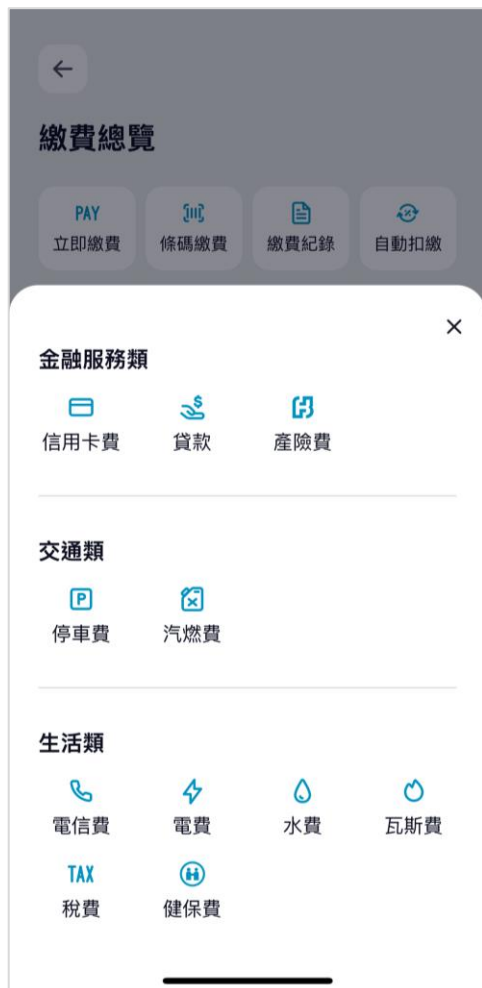 繳費總覽
PAY
立即繳費 條碼繳費 繳費紀錄 自動扣繳
金融服務類
信用卡費 貸款 產險費
交通類
P
停車費 汽燃費
生活類
電信費 電費 水費 瓦斯費
TAX
稅費 健保費